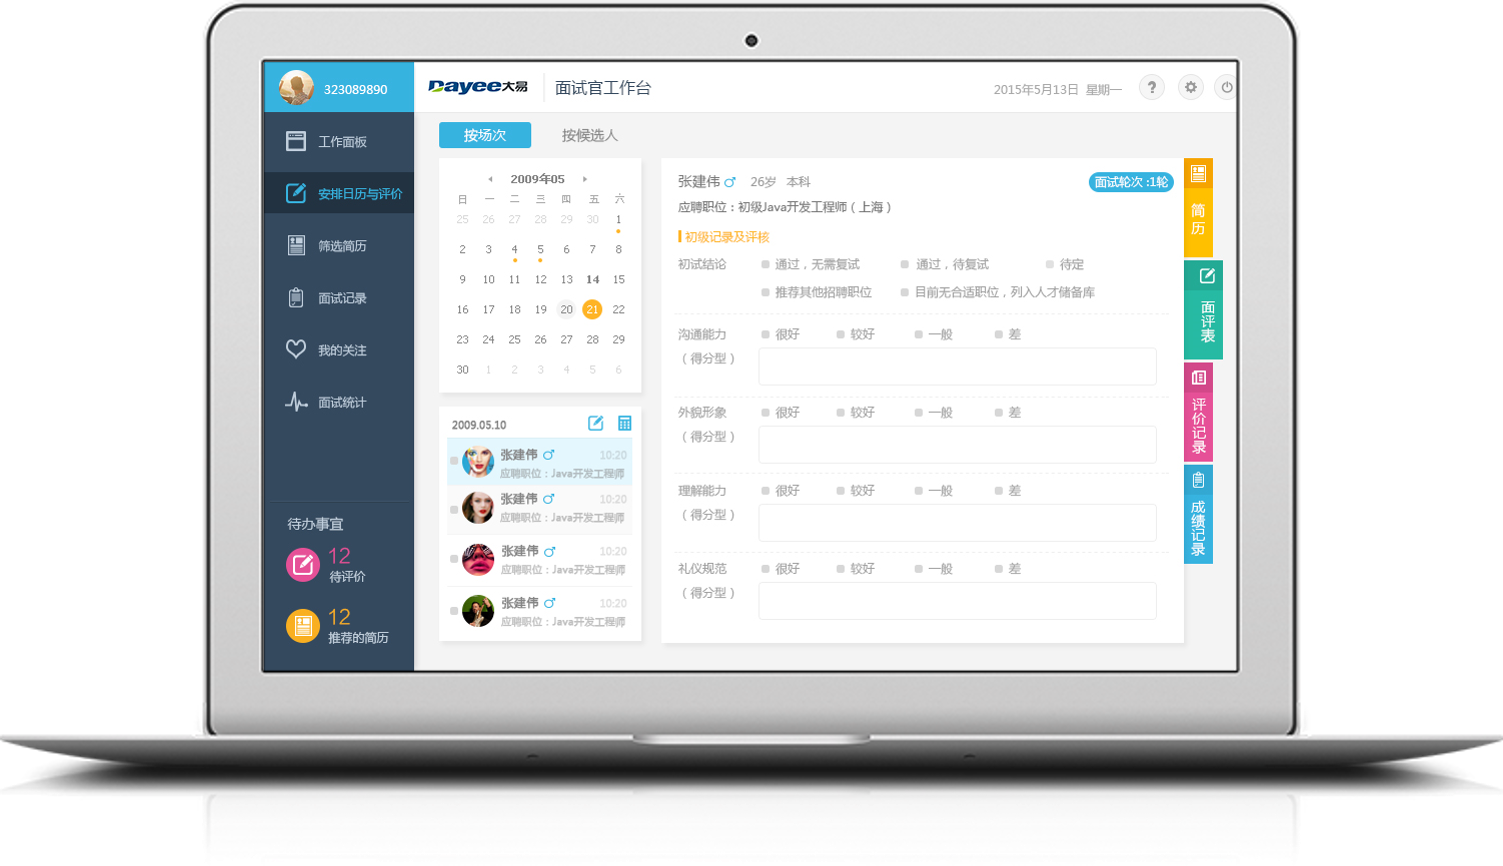 323089890
Dayee大易
面试官工作台
2015年5月13日 星期一
?
工作面板
安排日历与评价
筛选简历
面试记录
我的关注
面试统计
待办事宜
12
待评价
12
推荐的简历
按场次
按候选人
2009年05
日 一 二 三 四 五 六
25 26 27 28 29 30 1
2 3 4 5 6 7 8
9 10 11 12 13 14 15
16 17 18 19 20 21 22
23 24 25 26 27 28 29
30 1 2 3 4 5 6
2009.05.10
张建伟 ♂ 10:20
应聘职位：Java开发工程师
张建伟 ♂ 10:20
应聘职位：Java开发工程师
张建伟 ♂ 10:20
应聘职位：Java开发工程师
张建伟 ♂ 10:20
应聘职位：Java开发工程师
张建伟 ♂ 26岁 本科
面试轮次 :1轮
应聘职位：初级Java开发工程师（上海）
初级记录及评核
初试结论 通过，无需复试 通过，待复试 待定
推荐其他招聘职位 目前无合适职位，列入人才储备库
沟通能力 很好 较好 一般 差
（得分型）
外貌形象 很好 较好 一般 差
（得分型）
理解能力 很好 较好 一般 差
（得分型）
礼仪规范 很好 较好 一般 差
（得分型）
简历
面评表
评价记录
成绩记录